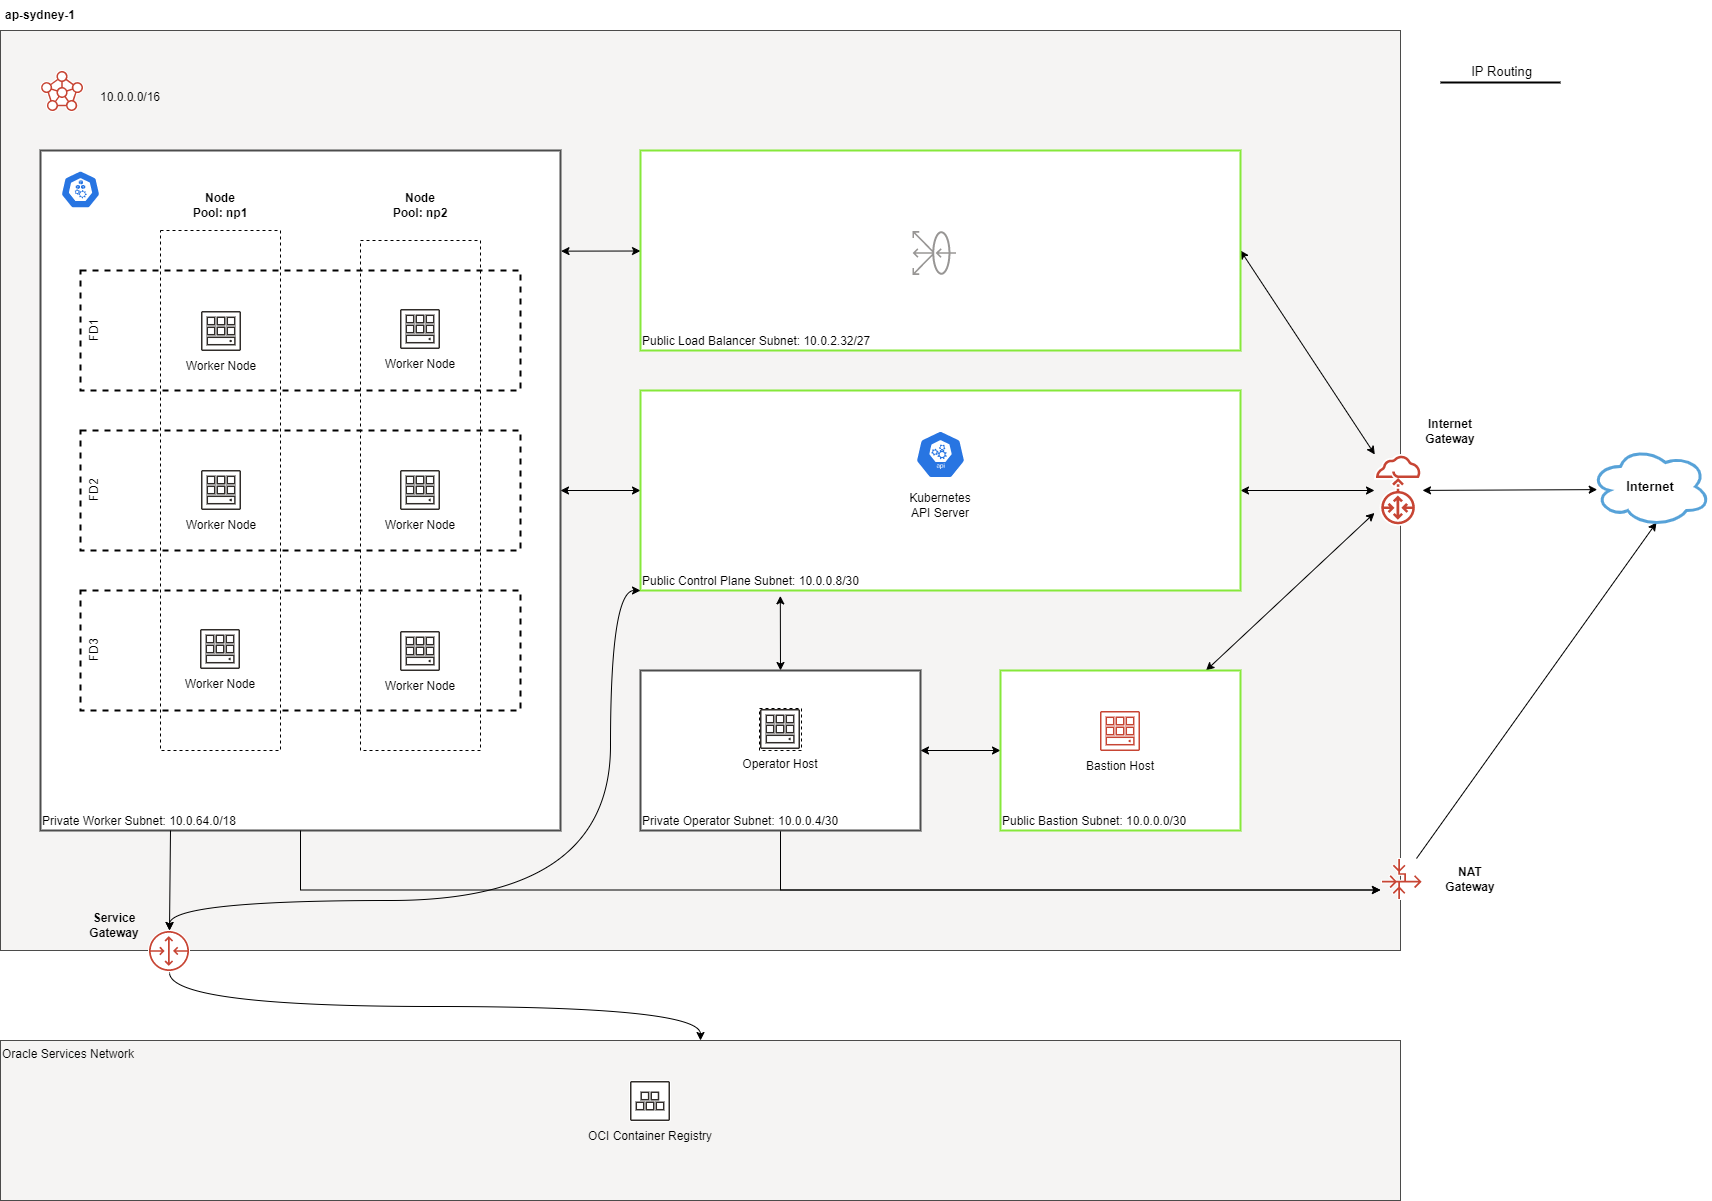 ap-sydney-1
IP Routing
10.0.0.0/16
Node
Pool: np1
Node
Pool: np2
FD1
Worker Node
Worker Node
FD2
Worker Node
Worker Node
FD3
Worker Node
Worker Node
Private Worker Subnet: 10.0.64.0/18
Public Load Balancer Subnet: 10.0.2.32/27
api
Kubernetes
API Server
Public Control Plane Subnet: 10.0.0.8/30
Operator Host
Private Operator Subnet: 10.0.0.4/30
Bastion Host
Public Bastion Subnet: 10.0.0.0/30
Internet
Gateway
Internet
NAT
Gateway
Service
Gateway
Oracle Services Network
OCI Container Registry